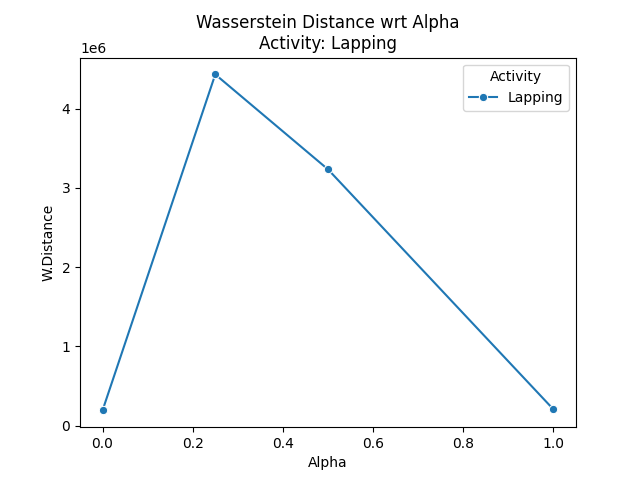 Wasserstein Distance wrt Alpha
Activity: Lapping
1e6
Activity
Lapping
4
3
2
1
0
W.Distance
0.0 0.2 0.4 0.6 0.8 1.0
Alpha